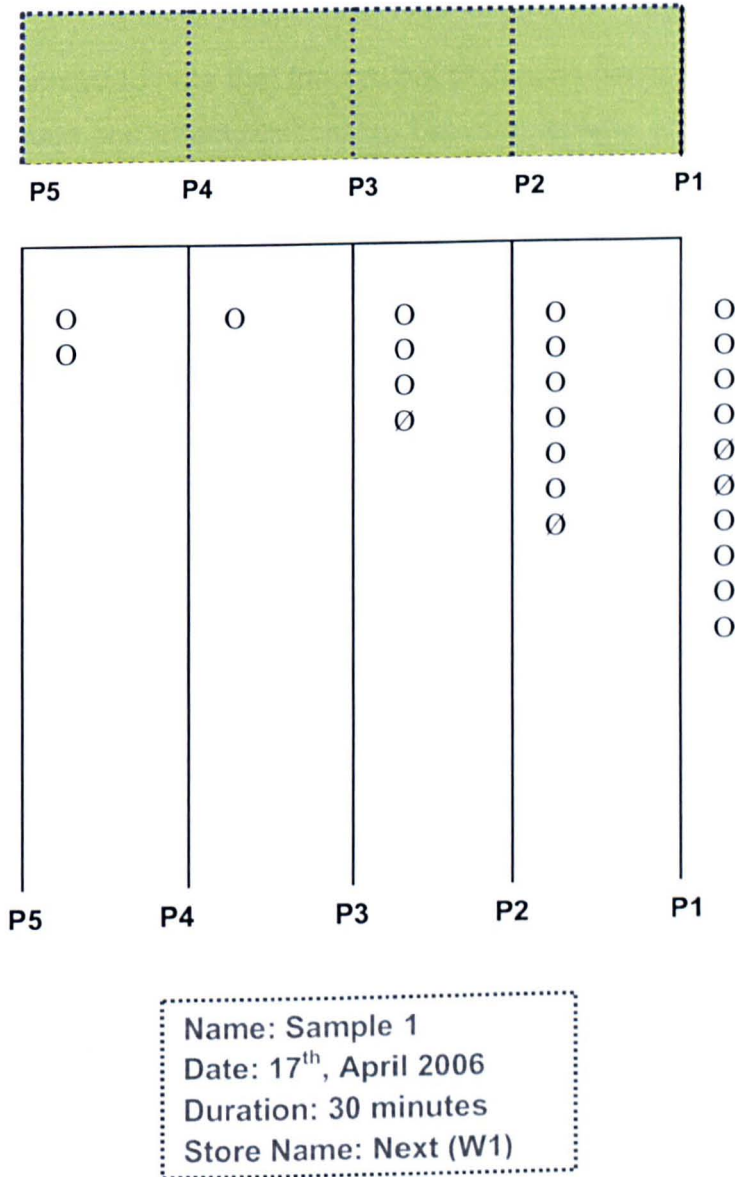 P5 P4 P3 P2 P1
O O O O O
O O O O
O O O
Ø O O
O Ø
O Ø
Ø O
O
O
O
P5 P4 P3 P2 P1
Name: Sample 1
Date: 17th, April 2006
Duration: 30 minutes
Store Name: Next (W1)